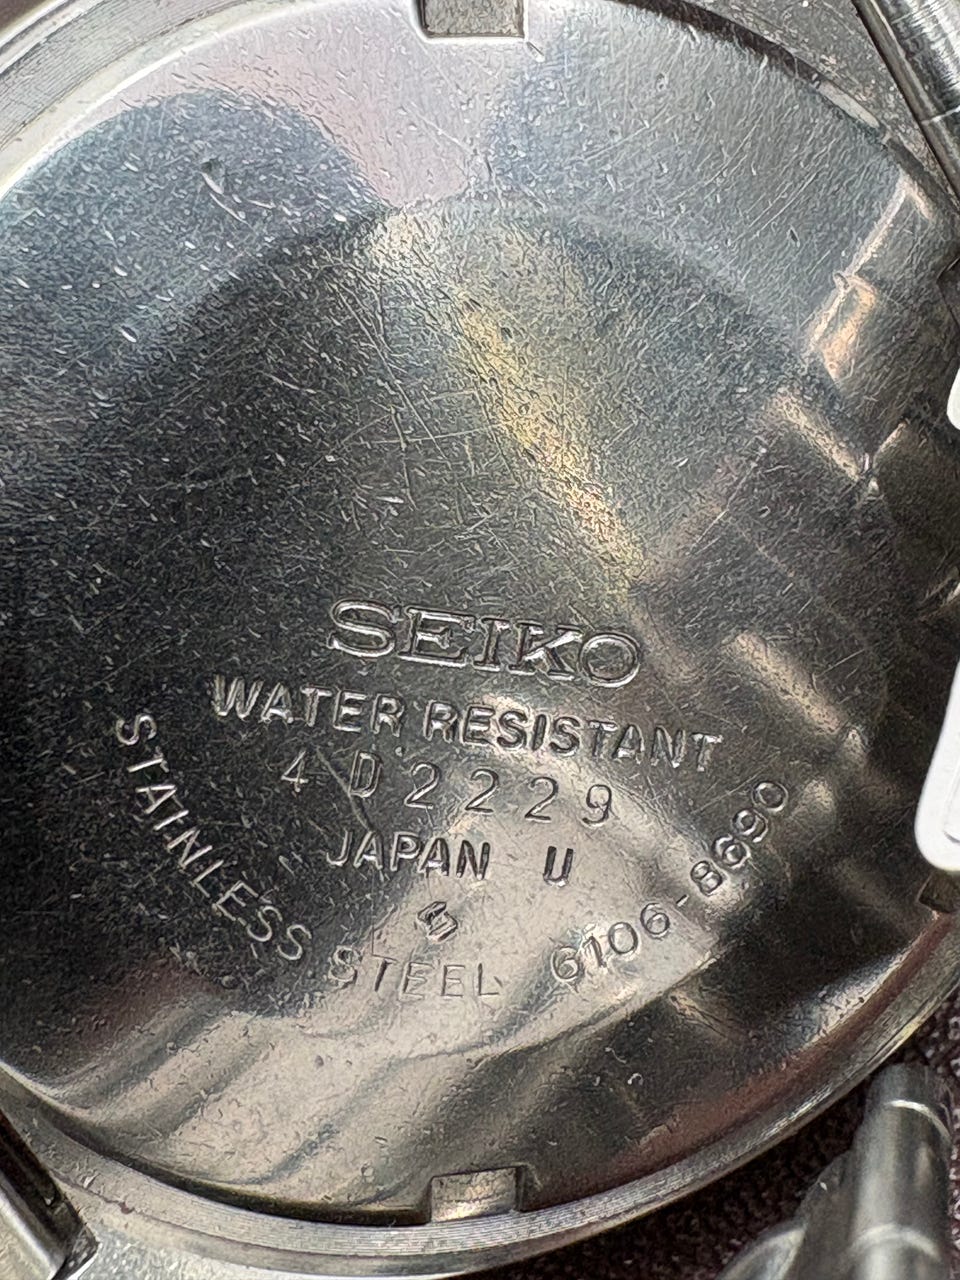 SEIKO
WATER RESISTANT
4D2229
JAPAN U
STAINLESS STEEL 6106-8690